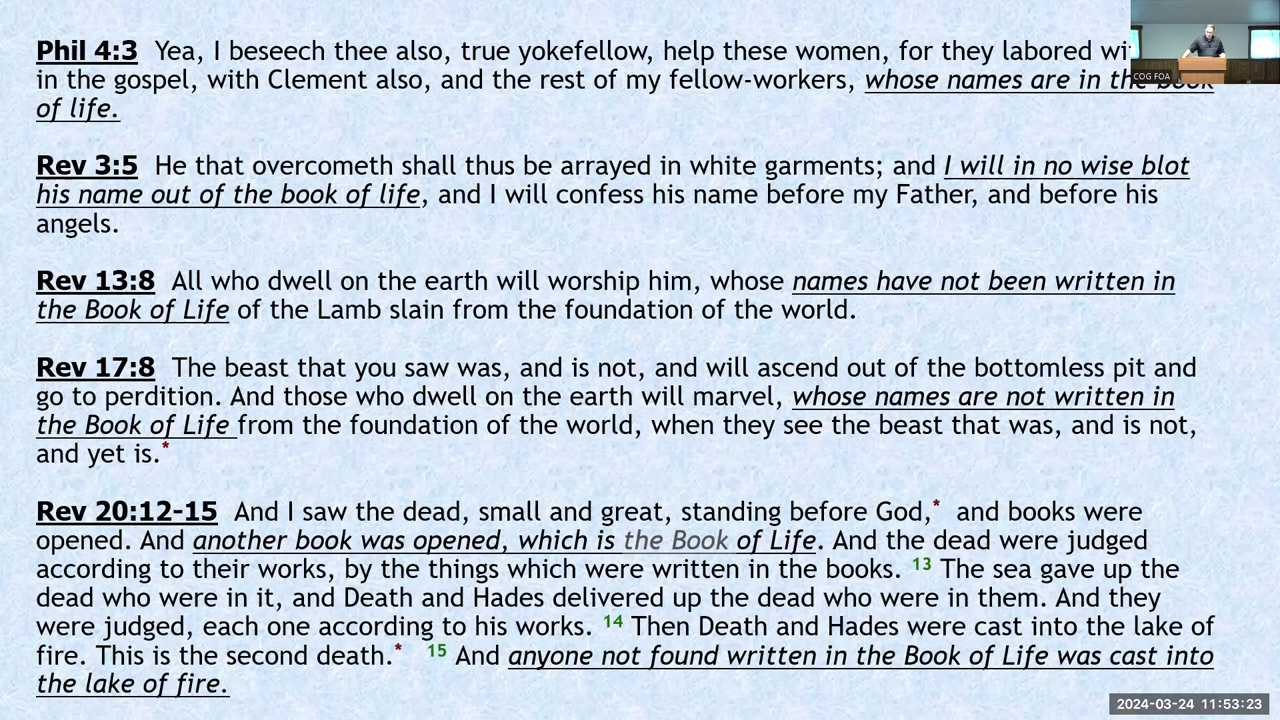 Phil 4:3 Yea, I beseech thee also, true yokefellow, help these women, for they labored
in the gospel, with Clement also, and the rest of my fellow-workers, whose names are in the book
of life.
COG FOA
Rev 3:5 He that overcometh shall thus be arrayed in white garments; and I will in no wise blot
his name out of the book of life, and I will confess his name before my Father, and before his
angels.
Rev 13:8 All who dwell on the earth will worship him, whose names have not been written in
the Book of Life of the Lamb slain from the foundation of the world.
Rev 17:8 The beast that you saw was, and is not, and will ascend out of the bottomless pit and
go to perdition. And those who dwell on the earth will marvel, whose names are not written in
the Book of Life from the foundation of the world, when they see the beast that was, and is not,
and yet is.*
Rev 20:12-15 And I saw the dead, small and great, standing before God,* and books were
opened. And another book was opened, which is the Book of Life. And the dead were judged
according to their works, by the things which were written in the books. 13 The sea gave up the
dead who were in it, and Death and Hades delivered up the dead who were in them. And they
were judged, each one according to his works. 14 Then Death and Hades were cast into the lake of
fire. This is the second death.* 15 And anyone not found written in the Book of Life was cast into
the lake of fire.
2024-03-24 11:53:23